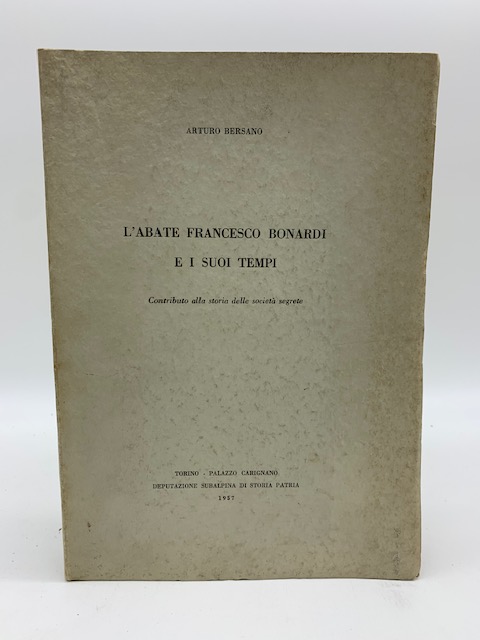 ARTURO BERSANO
L'ABATE FRANCESCO BONARDI
E I SUOI TEMPI
Contributo alla storia delle società segrete
TORINO - PALAZZO CARIGNANO
DEPUTAZIONE SUBALPINA DI STORIA PATRIA
1957